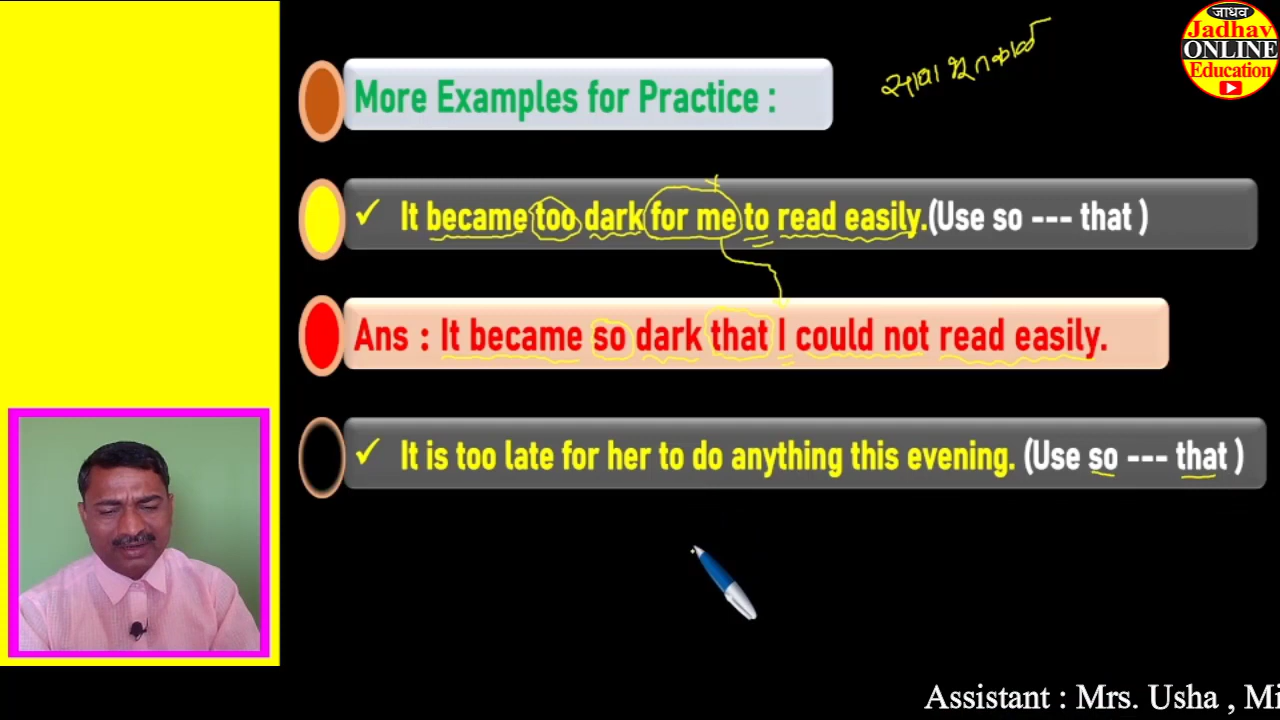 जाधव
Jadhav
ONLINE
Education
साधा भूतकाळ
More Examples for Practice :
✓ It became too dark for me to read easily.(Use so --- that )
Ans : It became so dark that I could not read easily.
✓ It is too late for her to do anything this evening. (Use so --- that )
Assistant : Mrs. Usha , Mi